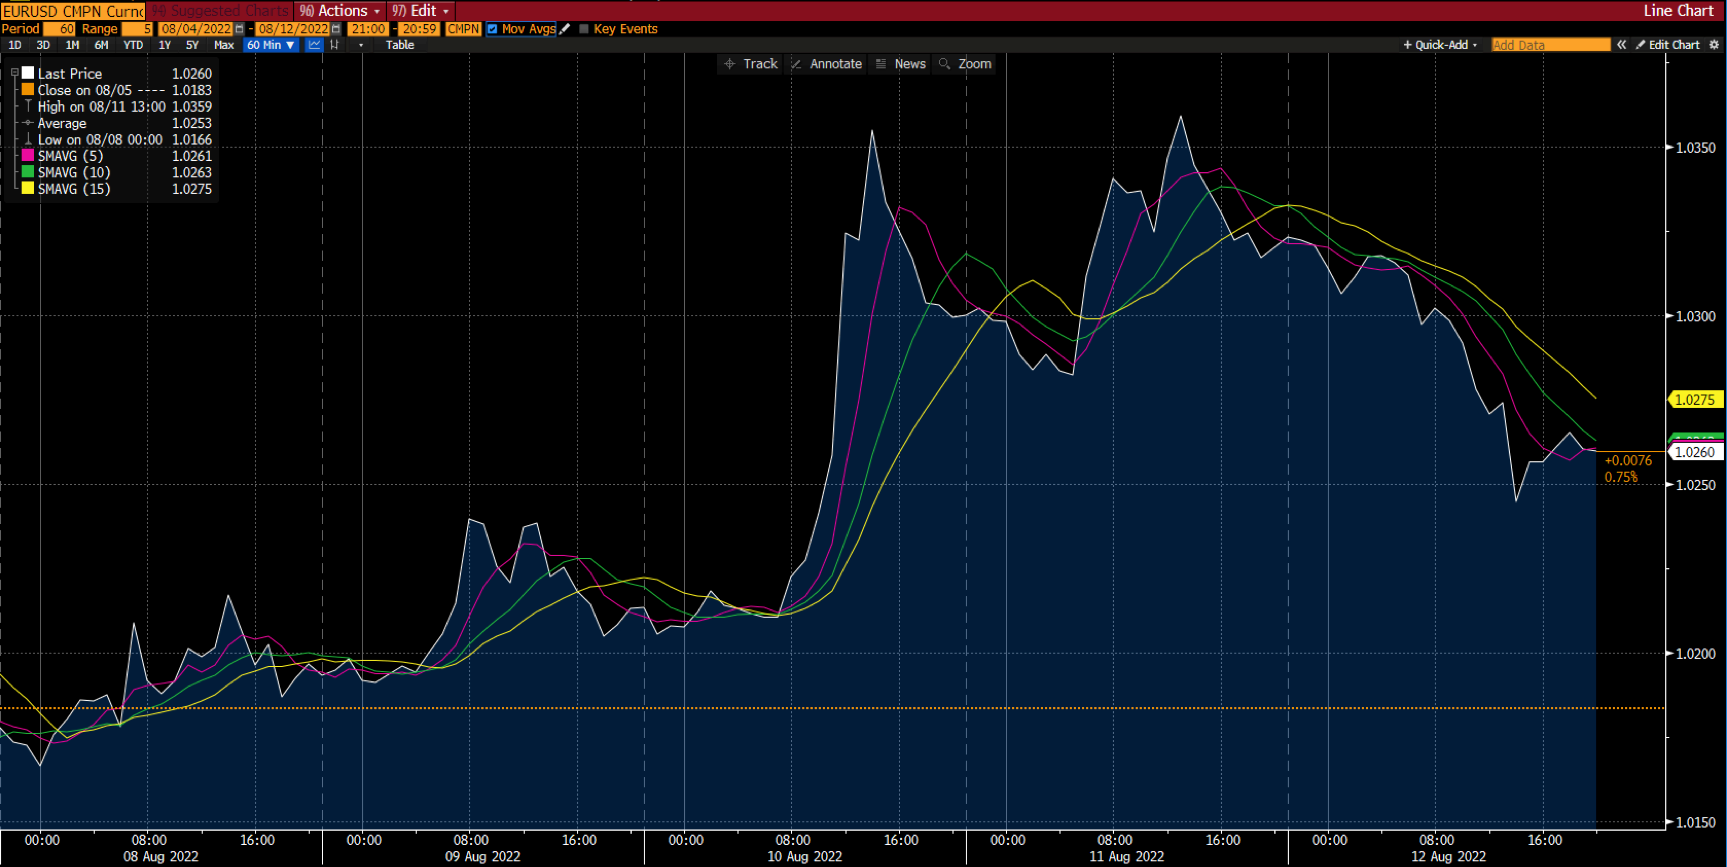 EURUSD CMPN Curnc 94) Suggested Charts 96) Actions 97) Edit Line Chart
Period 60 Range 5 08/04/2022 - 08/12/2022 21:00 - 20:59 CMPN Mov Avgs Key Events
1D 3D 1M 6M YTD 1Y 5Y Max 60 Min ▼ Table + Quick-Add Add Data « Edit Chart
Track Annotate News Zoom
Last Price 1.0260
Close on 08/05 ---- 1.0183
High on 08/11 13:00 1.0359
Average 1.0253
Low on 08/08 00:00 1.0166
SMAVG (5) 1.0261
SMAVG (10) 1.0263
SMAVG (15) 1.0275
1.0350
1.0300
1.0275
1.0260
+0.0076
0.75%
1.0250
1.0200
1.0150
00:00 08:00 16:00 00:00 08:00 16:00 00:00 08:00 16:00 00:00 08:00 16:00 00:00 08:00 16:00
08 Aug 2022 09 Aug 2022 10 Aug 2022 11 Aug 2022 12 Aug 2022